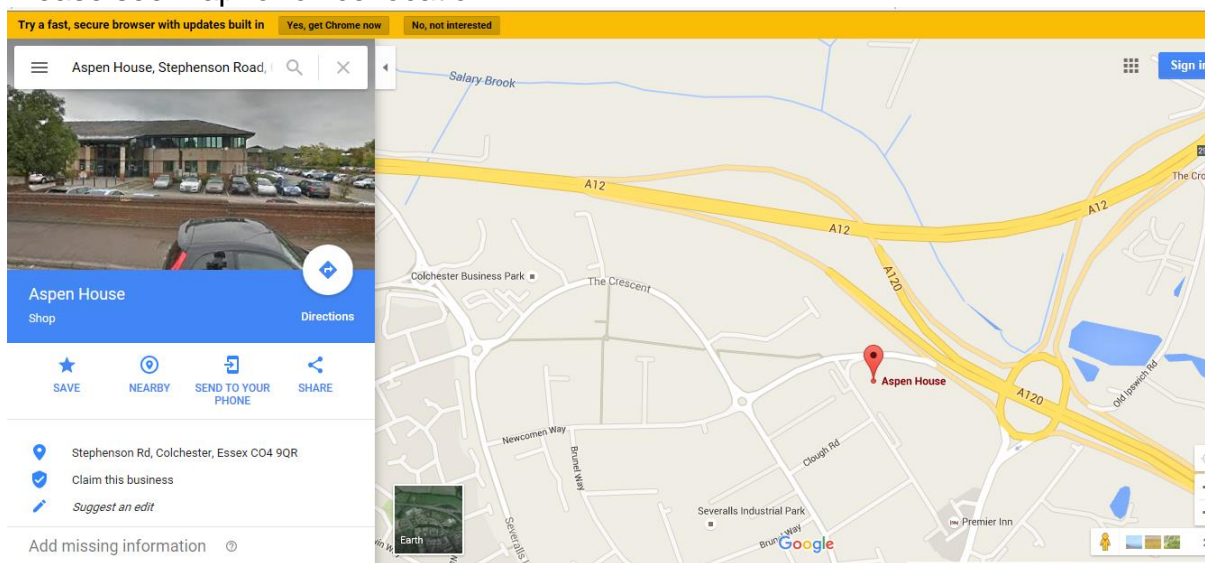 Try a fast, secure browser with updates built in Yes, get Chrome now No, not interested
Aspen House, Stephenson Road,
Sign in
Aspen House
Shop
Directions
SAVE
NEARBY
SEND TO YOUR
PHONE
SHARE
Stephenson Rd, Colchester, Essex CO4 9QR
Claim this business
Suggest an edit
Add missing information
Salary Brook
A12
A12
A12
The Cro
A120
Colchester Business Park
The Crescent
Aspen House
A120
Old Ipswich Rd
Newcomen Way
Brunel Way
Clough Rd
Severalls Industrial Park
Premier Inn
Earth
Severalls
Brunel Way
Google